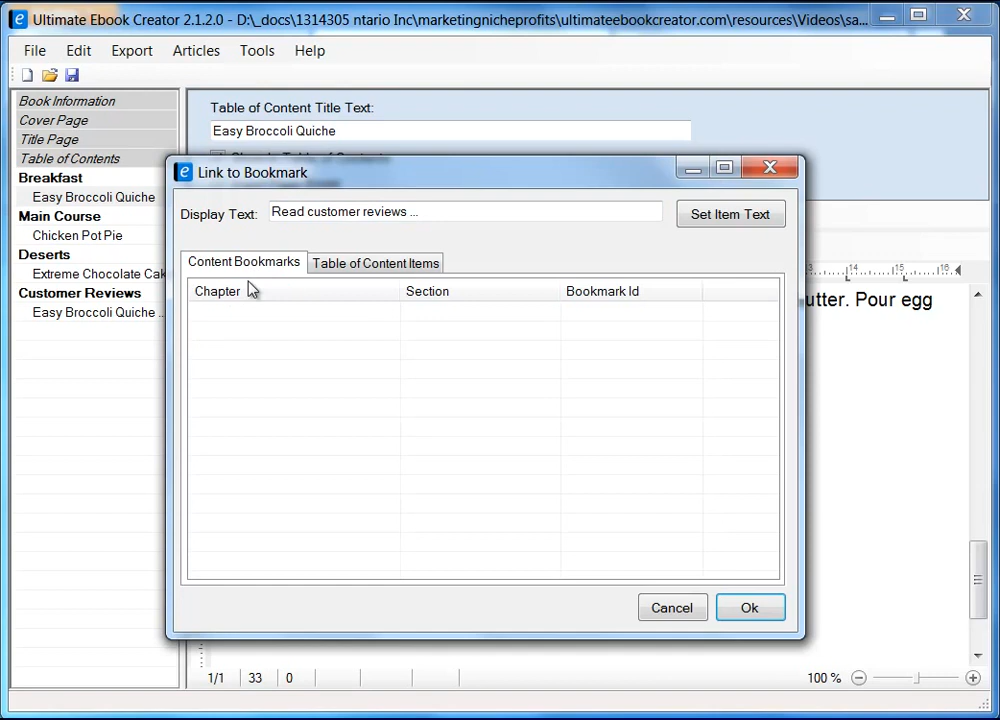 Ultimate Ebook Creator 2.1.2.0 - D:\_docs\1314305 ntario Inc\marketingnicheprofits\ultimateebookcreator.com\resources\Videos\sa...
File Edit Export Articles Tools Help
Book Information
Cover Page
Title Page
Table of Contents
Breakfast
Easy Broccoli Quiche
Main Course
Chicken Pot Pie
Deserts
Extreme Chocolate Cak
Customer Reviews
Easy Broccoli Quiche ..
Table of Content Title Text:
Easy Broccoli Quiche
Link to Bookmark
Display Text: Read customer reviews ... Set Item Text
Content Bookmarks Table of Content Items
Chapter Section Bookmark Id
Cancel Ok
13 14 15 16
utter. Pour egg
1/1 33 0 100 %